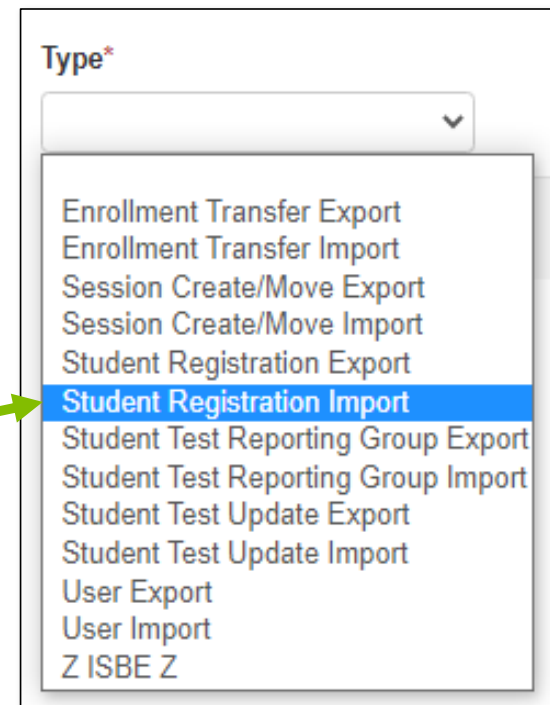 Type*
Enrollment Transfer Export
Enrollment Transfer Import
Session Create/Move Export
Session Create/Move Import
Student Registration Export
Student Registration Import
Student Test Reporting Group Export
Student Test Reporting Group Import
Student Test Update Export
Student Test Update Import
User Export
User Import
Z ISBE Z